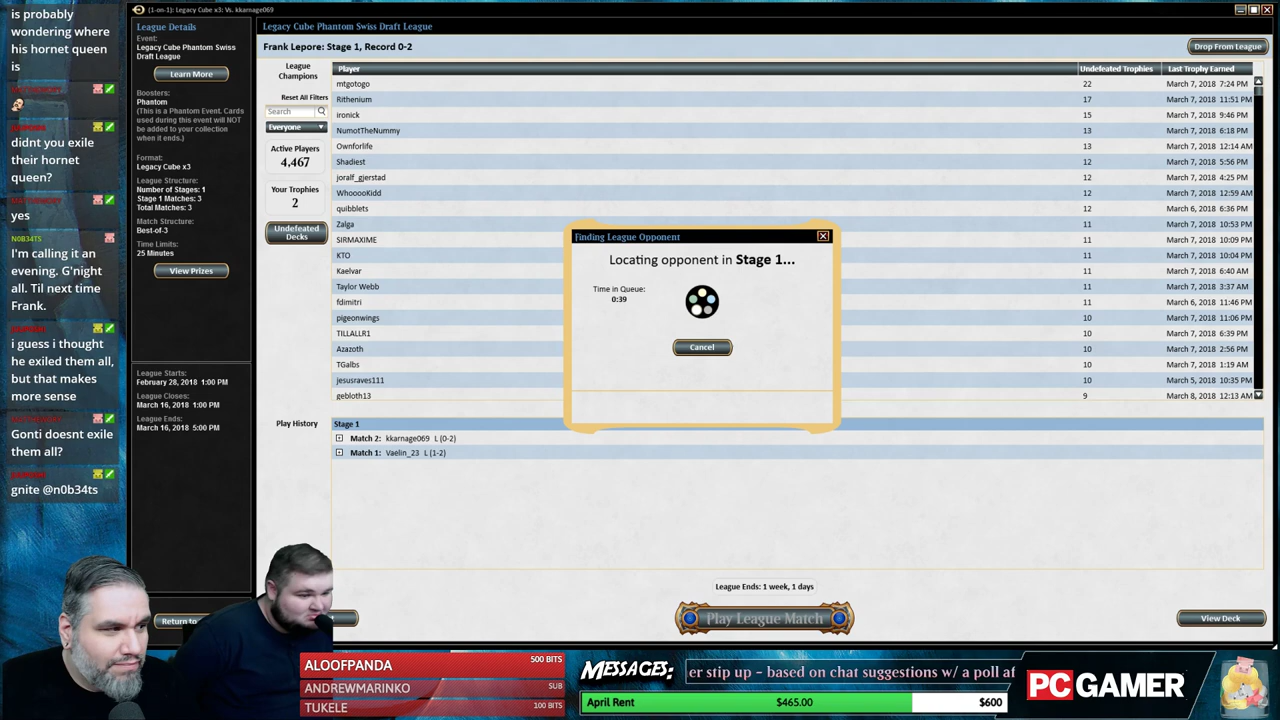 (1-on-1): Legacy Cube x3: Vs. kkarnage069
is probably
wondering where
his hornet queen
is
didnt you exile
their hornet
queen?
yes
N0B34TS
I'm calling it an
evening. G'night
all. Til next time
Frank.
i guess i thought
he exiled them all,
but that makes
more sense
Gonti doesnt exile
them all?
gnite @n0b34ts
League Details
Event:
Legacy Cube Phantom Swiss
Draft League
Learn More
Boosters:
Phantom
(This is a Phantom Event. Cards
used during this event will NOT
be added to your collection
when it ends.)
Format:
Legacy Cube x3
League Structure:
Number of Stages: 1
Stage 1 Matches: 3
Total Matches: 3
Match Structure:
Best-of-3
Time Limits:
25 Minutes
View Prizes
League Starts:
February 28, 2018 1:00 PM
League Closes:
March 16, 2018 1:00 PM
League Ends:
March 16, 2018 5:00 PM
Return to
Legacy Cube Phantom Swiss Draft League
Frank Lepore: Stage 1, Record 0-2
Drop From League
League
Champions
Reset All Filters
Search
Everyone
Active Players
4,467
Your Trophies
2
Undefeated
Decks
Player Undefeated Trophies Last Trophy Earned
mtgotogo 22 March 7, 2018 7:24 PM
Rithenium 17 March 7, 2018 11:51 PM
ironick 15 March 7, 2018 9:46 PM
NumotTheNummy 13 March 7, 2018 6:18 PM
Ownforlife 13 March 7, 2018 12:14 AM
Shadiest 12 March 7, 2018 5:56 PM
joralf_gjerstad 12 March 7, 2018 4:25 PM
WhooooKidd 12 March 7, 2018 12:59 AM
quibblets 12 March 6, 2018 6:36 PM
Zalga 11 March 7, 2018 10:53 PM
SIRMAXIME 11 March 7, 2018 10:09 PM
KTO 11 March 7, 2018 10:04 PM
Kaelvar 11 March 7, 2018 6:40 AM
Taylor Webb 11 March 7, 2018 3:37 AM
fdimitri 11 March 6, 2018 11:46 PM
pigeonwings 10 March 7, 2018 11:06 PM
TILLALLR1 10 March 7, 2018 6:39 PM
Azazoth 10 March 7, 2018 2:56 PM
TGalbs 10 March 7, 2018 1:19 AM
jesusraves111 10 March 5, 2018 10:35 PM
gebloth13 9 March 8, 2018 12:13 AM
Finding League Opponent
Locating opponent in Stage 1...
Time in Queue:
0:39
Cancel
Play History
Stage 1
Match 2: kkarnage069 L (0-2)
Match 1: Vaelin_23 L (1-2)
League Ends: 1 week, 1 days
Play League Match
View Deck
ALOOFPANDA 500 BITS
ANDREWMARINKO SUB
TUKELE 100 BITS
MESSAGES:
er stip up – based on chat suggestions w/ a poll af
April Rent $465.00 $600
PC GAMER